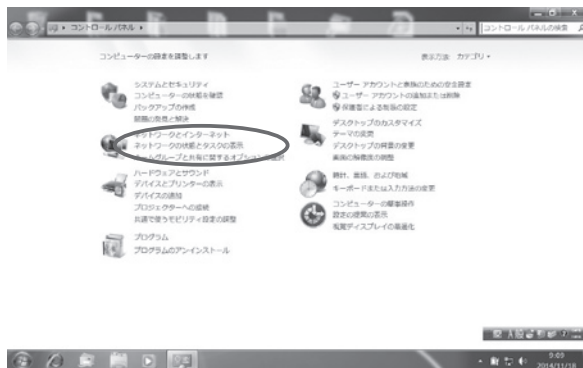 コントロール パネル
コントロール パネルの検索
コンピューターの設定を調整します
表示方法: カテゴリ
システムとセキュリティ
コンピューターの状態を確認
バックアップの作成
問題の発見と解決
ネットワークとインターネット
ネットワークの状態とタスクの表示
ホームグループと共有に関するオプションの選択
ハードウェアとサウンド
デバイスとプリンターの表示
デバイスの追加
プロジェクターへの接続
共通で使うモビリティ設定の調整
プログラム
プログラムのアンインストール
ユーザー アカウントと家族のための安全設定
ユーザー アカウントの追加または削除
保護者による制限の設定
デスクトップのカスタマイズ
テーマの変更
デスクトップの背景の変更
画面の解像度の調整
時計、言語、および地域
キーボードまたは入力方法の変更
コンピューターの簡単操作
設定の提案の表示
視覚ディスプレイの最適化
9:09
2014/11/18